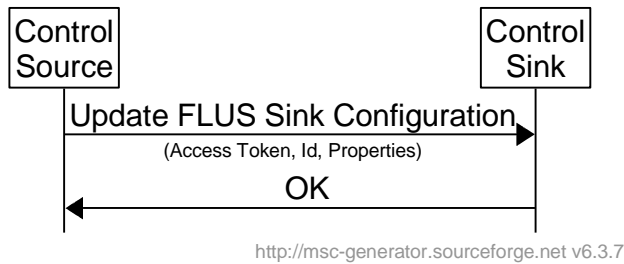 Control
Source
Control
Sink
Update FLUS Sink Configuration
(Access Token, Id, Properties)
OK
http://msc-generator.sourceforge.net v6.3.7